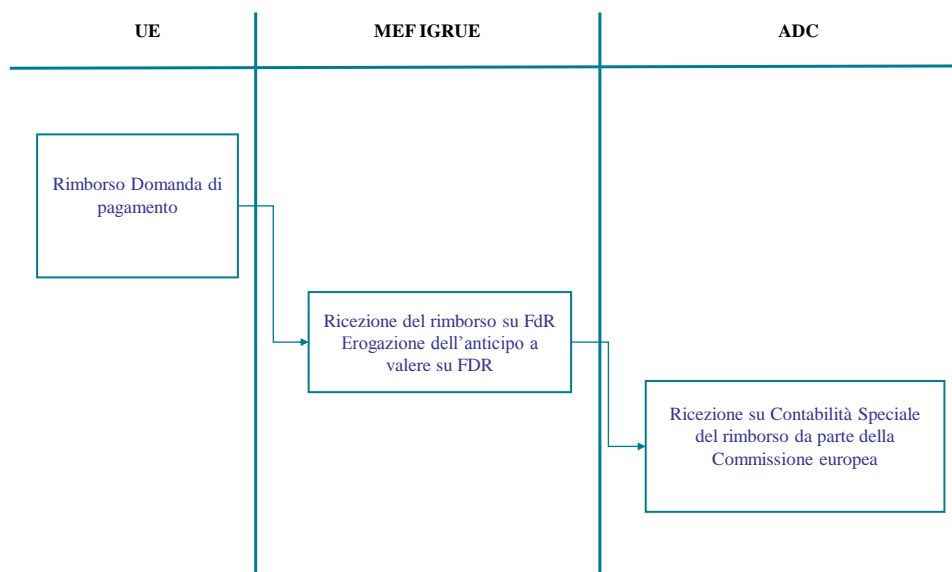 UE
MEF IGRUE
ADC
Rimborso Domanda di
pagamento
Ricezione del rimborso su FdR
Erogazione dell’anticipo a
valere su FDR
Ricezione su Contabilità Speciale
del rimborso da parte della
Commissione europea